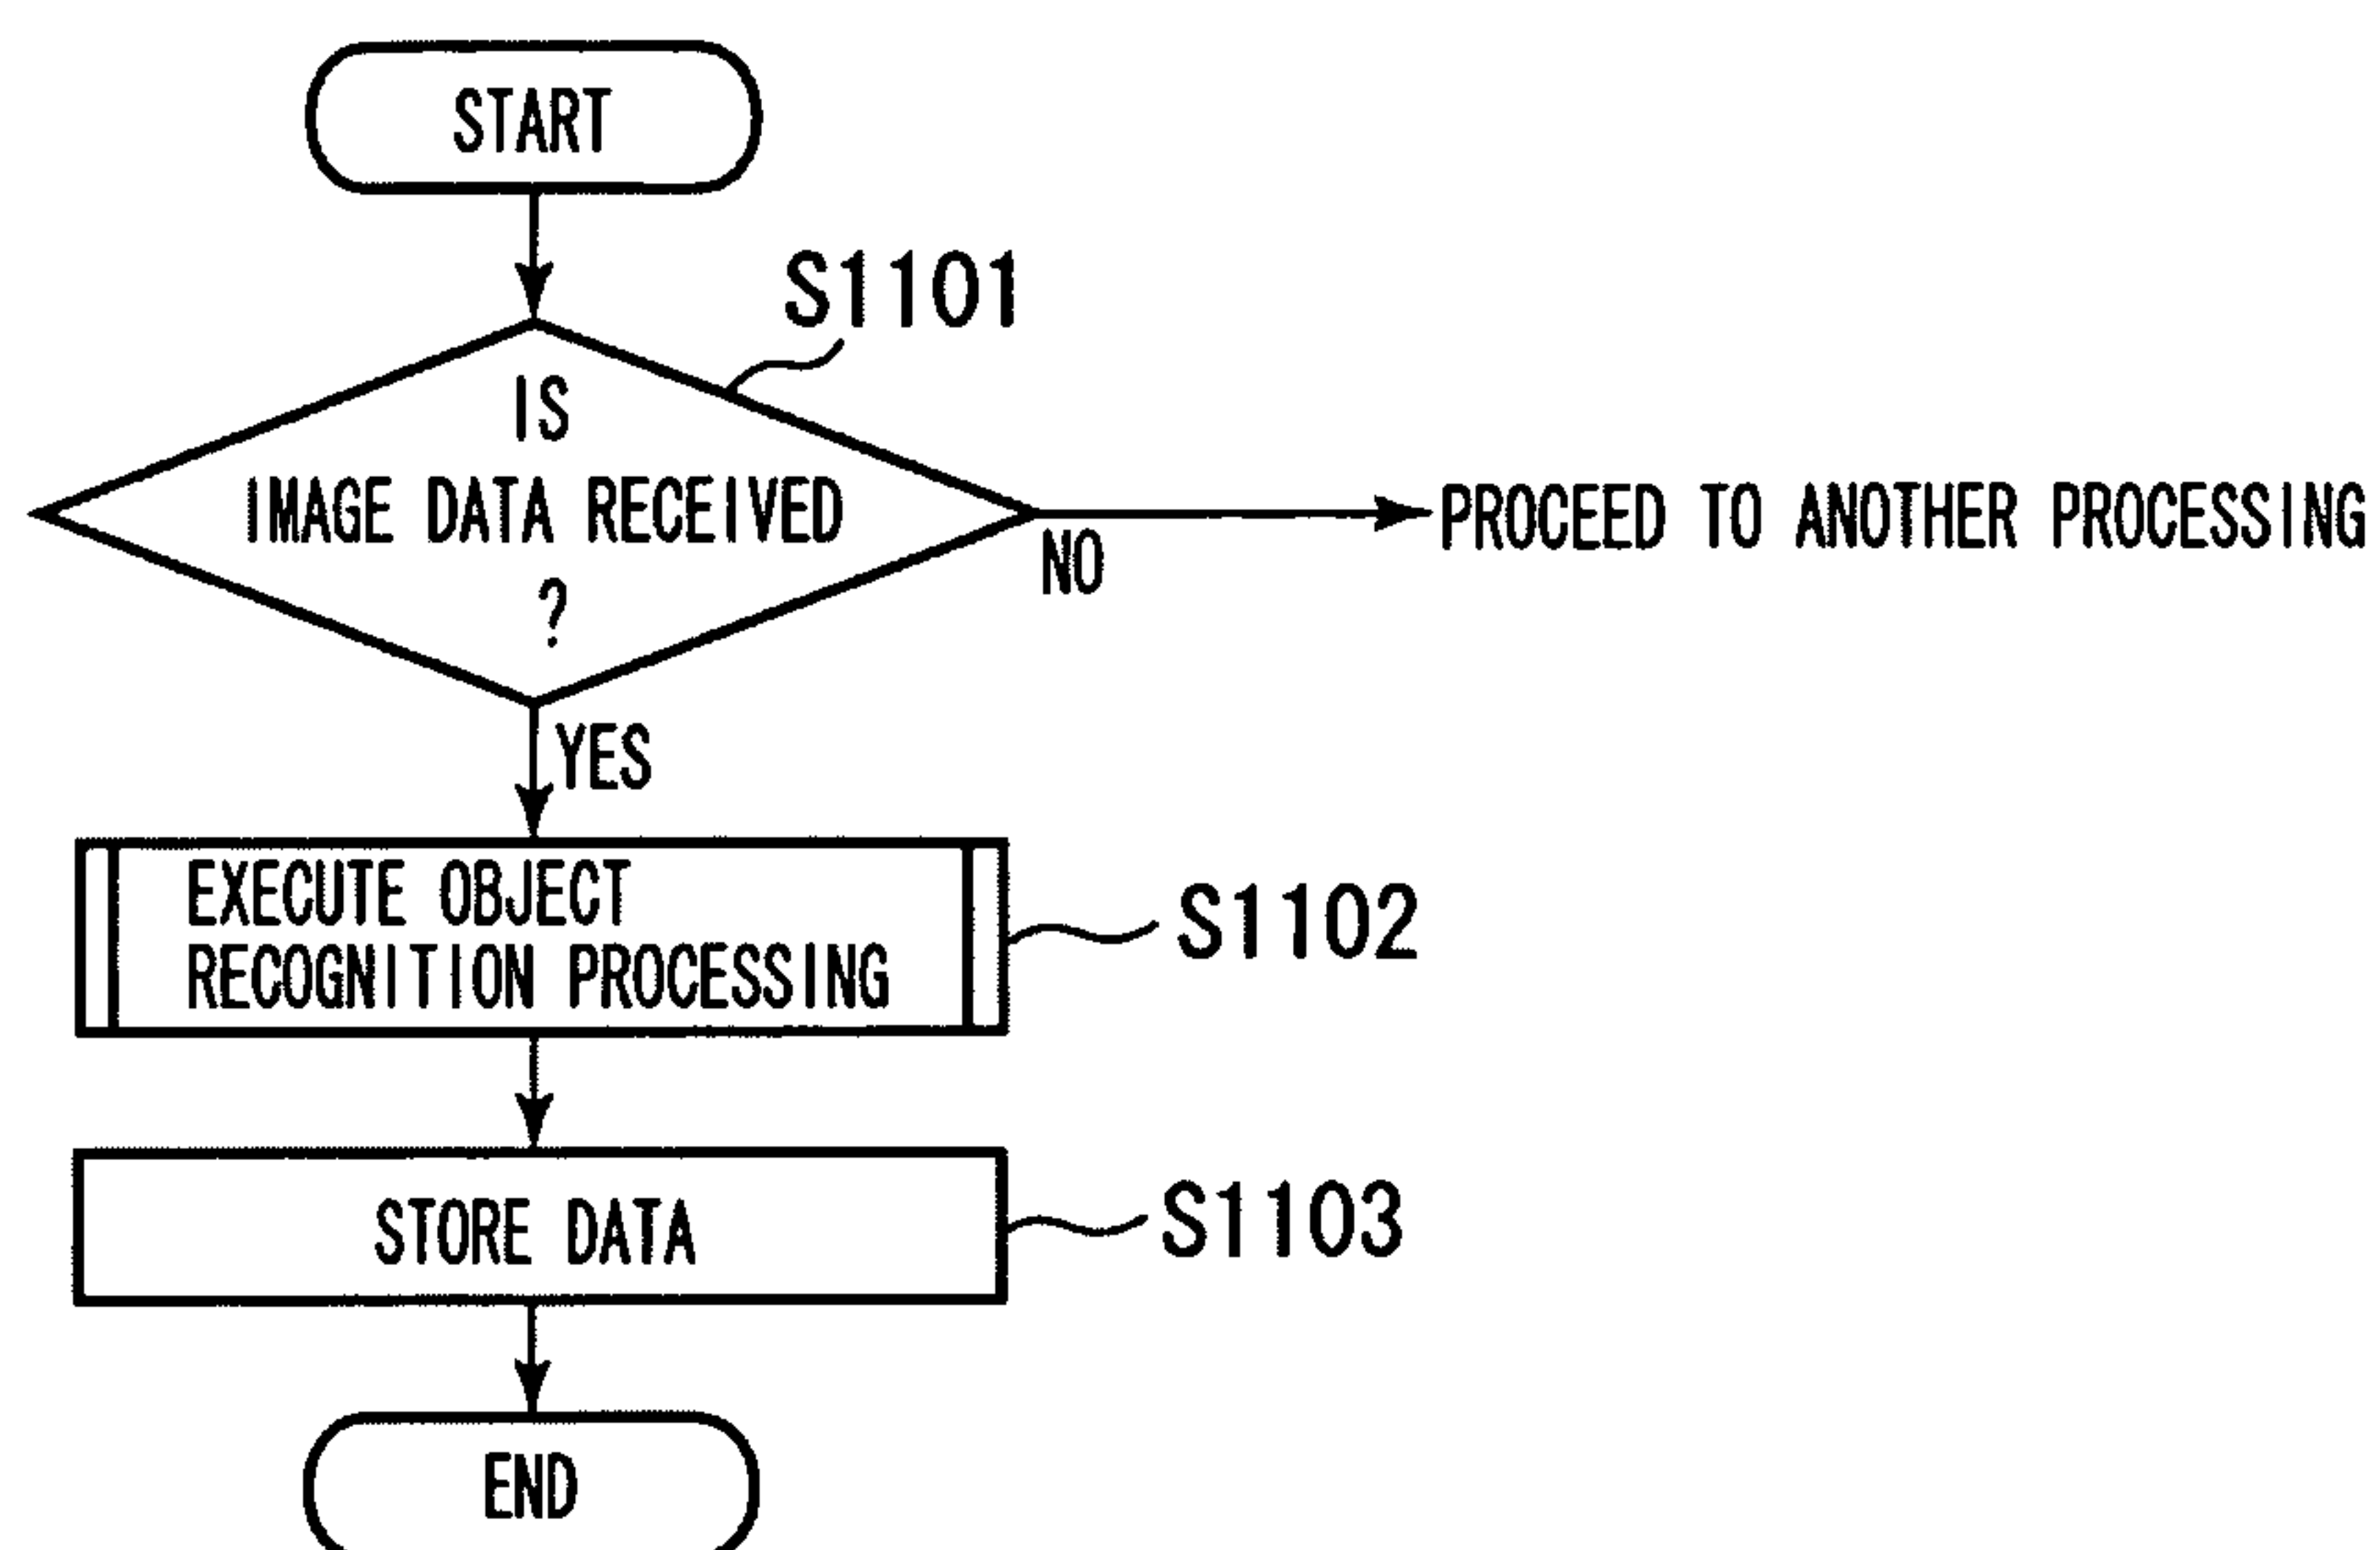 START
S1101
IS
IMAGE DATA RECEIVED
?
NO
PROCEED TO ANOTHER PROCESSING
YES
EXECUTE OBJECT
RECOGNITION PROCESSING
S1102
STORE DATA
S1103
END